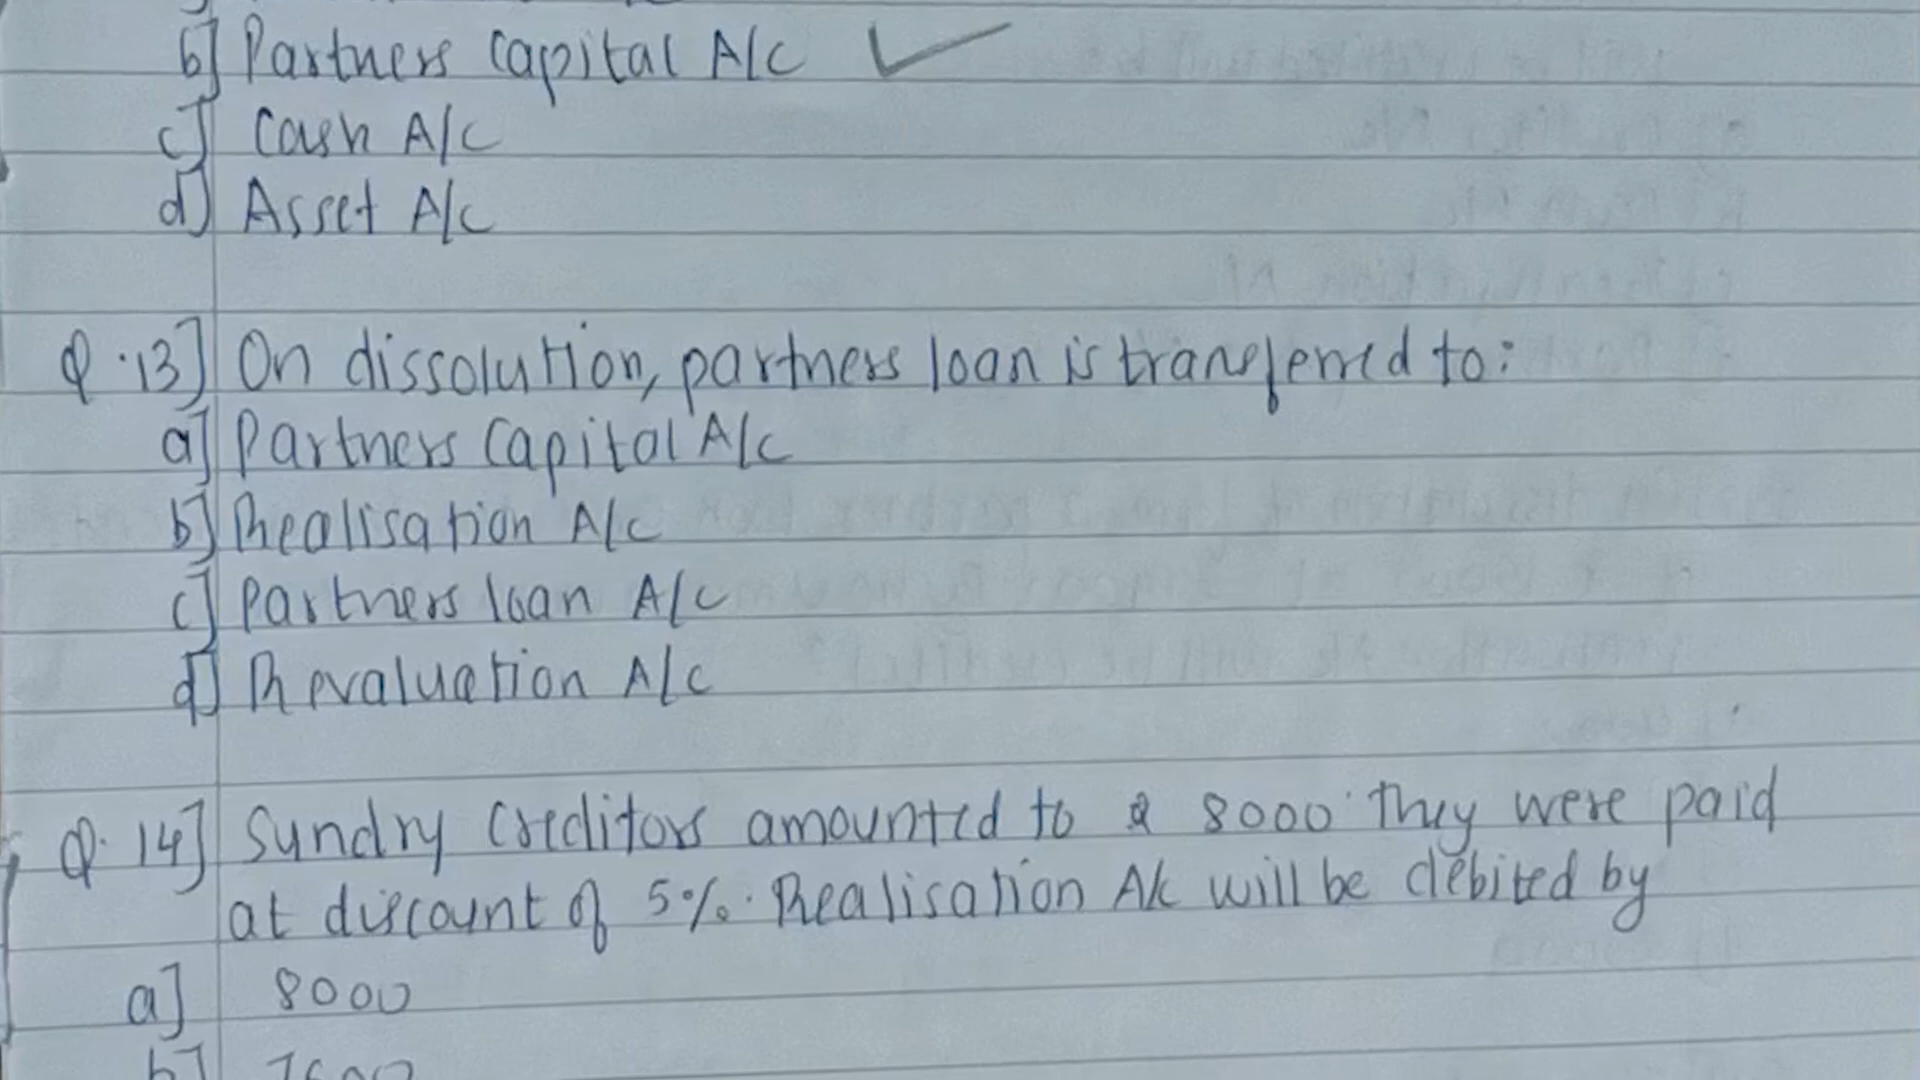 b] Partners Capital A/c ✓
c] Cash A/c
d] Asset A/c
Q.13] On dissolution, partners loan is transferred to:
a] Partners Capital A/c
b] Realisation A/c
c] Partners loan A/c
d] Revaluation A/c
Q.14] Sundry Creditors amounted to 8000. They were paid
at discount of 5%. Realisation A/c will be debited by
a] 8000
b]